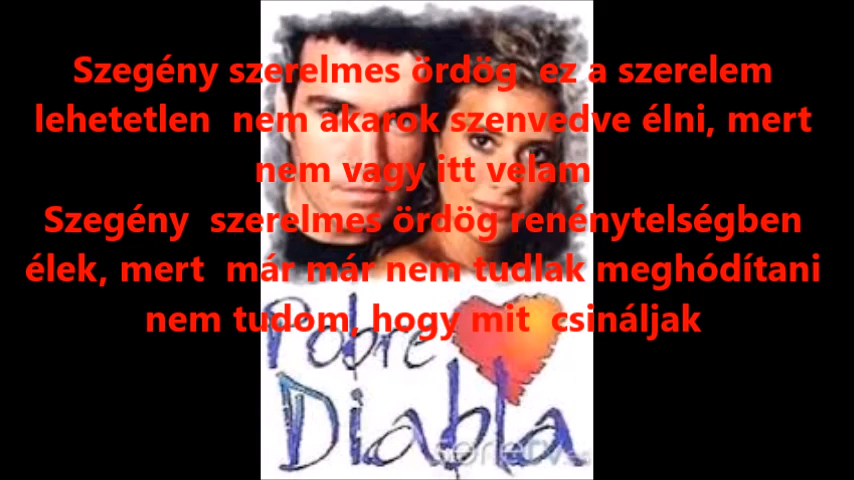 Szegény szerelmes ördög  ez a szerelem
lehetetlen  nem akarok szenvedve élni, mert
nem vagy itt velam
Szegény  szerelmes ördög renénytelségben
élek, mert  már már nem tudlak meghódítani
nem tudom, hogy mit  csináljak
Pobre
Diabla